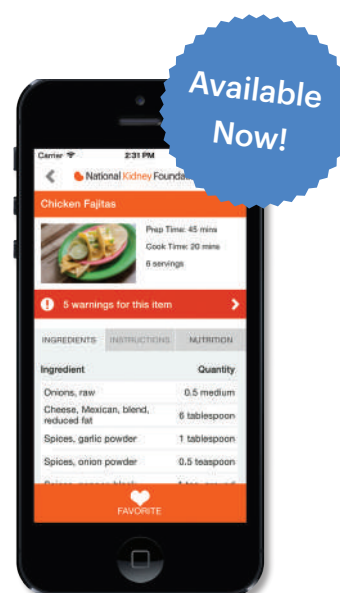 Available
Now!
Carrier 2:31 PM
National Kidney Foun
Chicken Fajitas
Prep Time: 45 mins
Cook Time: 20 mins
6 servings
5 warnings for this item
INGREDIENTS INSTRUCTIONS NUTRITION
Ingredient Quantity
Onions, raw 0.5 medium
Cheese, Mexican, blend,
reduced fat 6 tablespoon
Spices, garlic powder 1 tablespoon
Spices, onion powder 0.5 teaspoon
FAVORITE